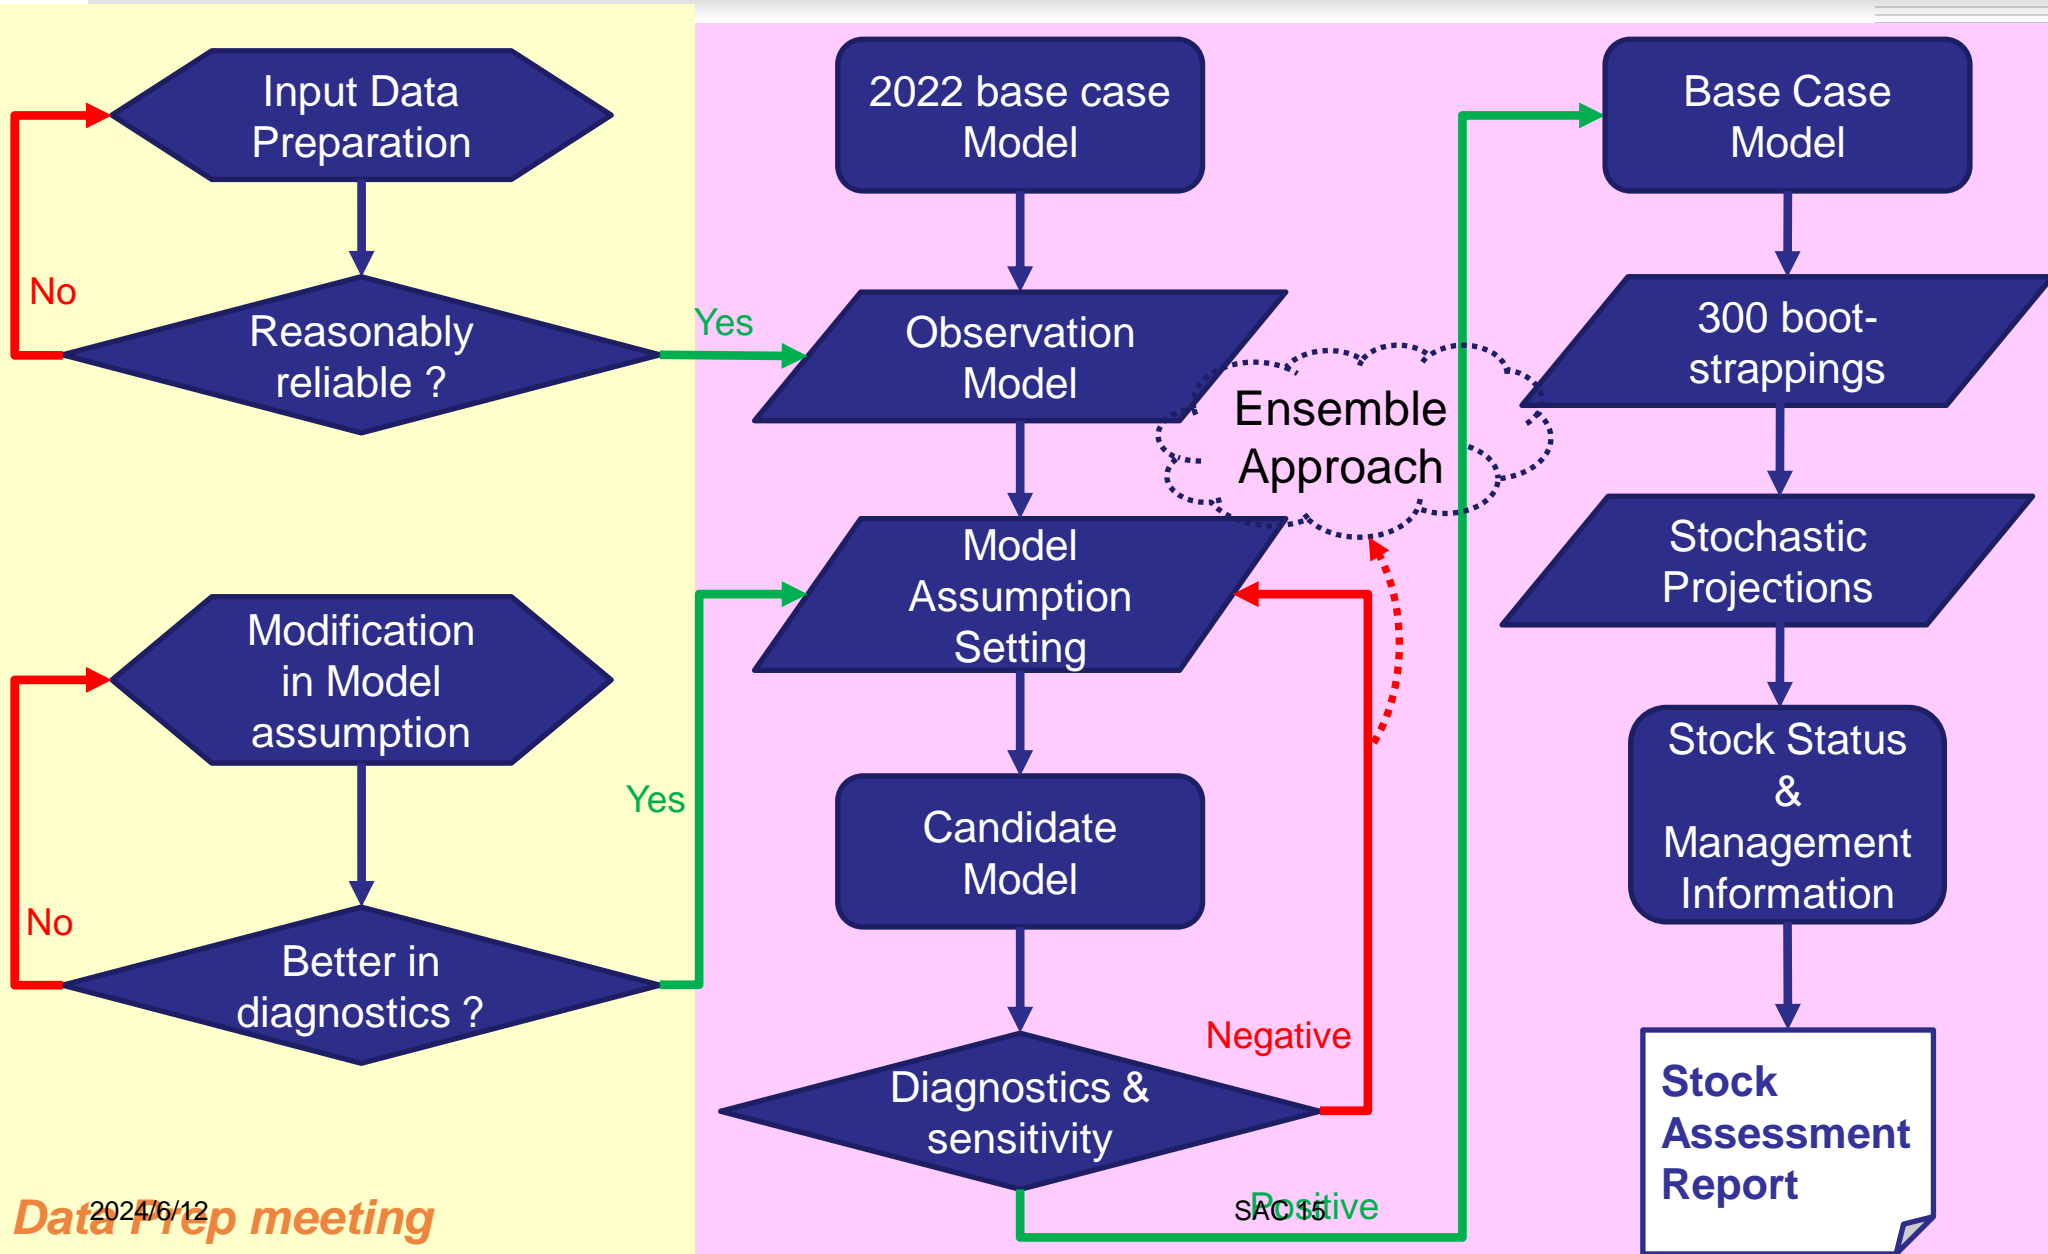 Input Data
Preparation
No
Reasonably
reliable ?
Yes
Modification
in Model
assumption
No
Better in
diagnostics ?
Yes
2022 base case
Model
Observation
Model
Ensemble
Approach
Model
Assumption
Setting
Candidate
Model
Negative
Diagnostics &
sensitivity
Positive
Base Case
Model
300 boot-
strappings
Stochastic
Projections
Stock Status
&
Management
Information
Stock
Assessment
Report
Data Prep meeting
2024/6/12
SAC 15